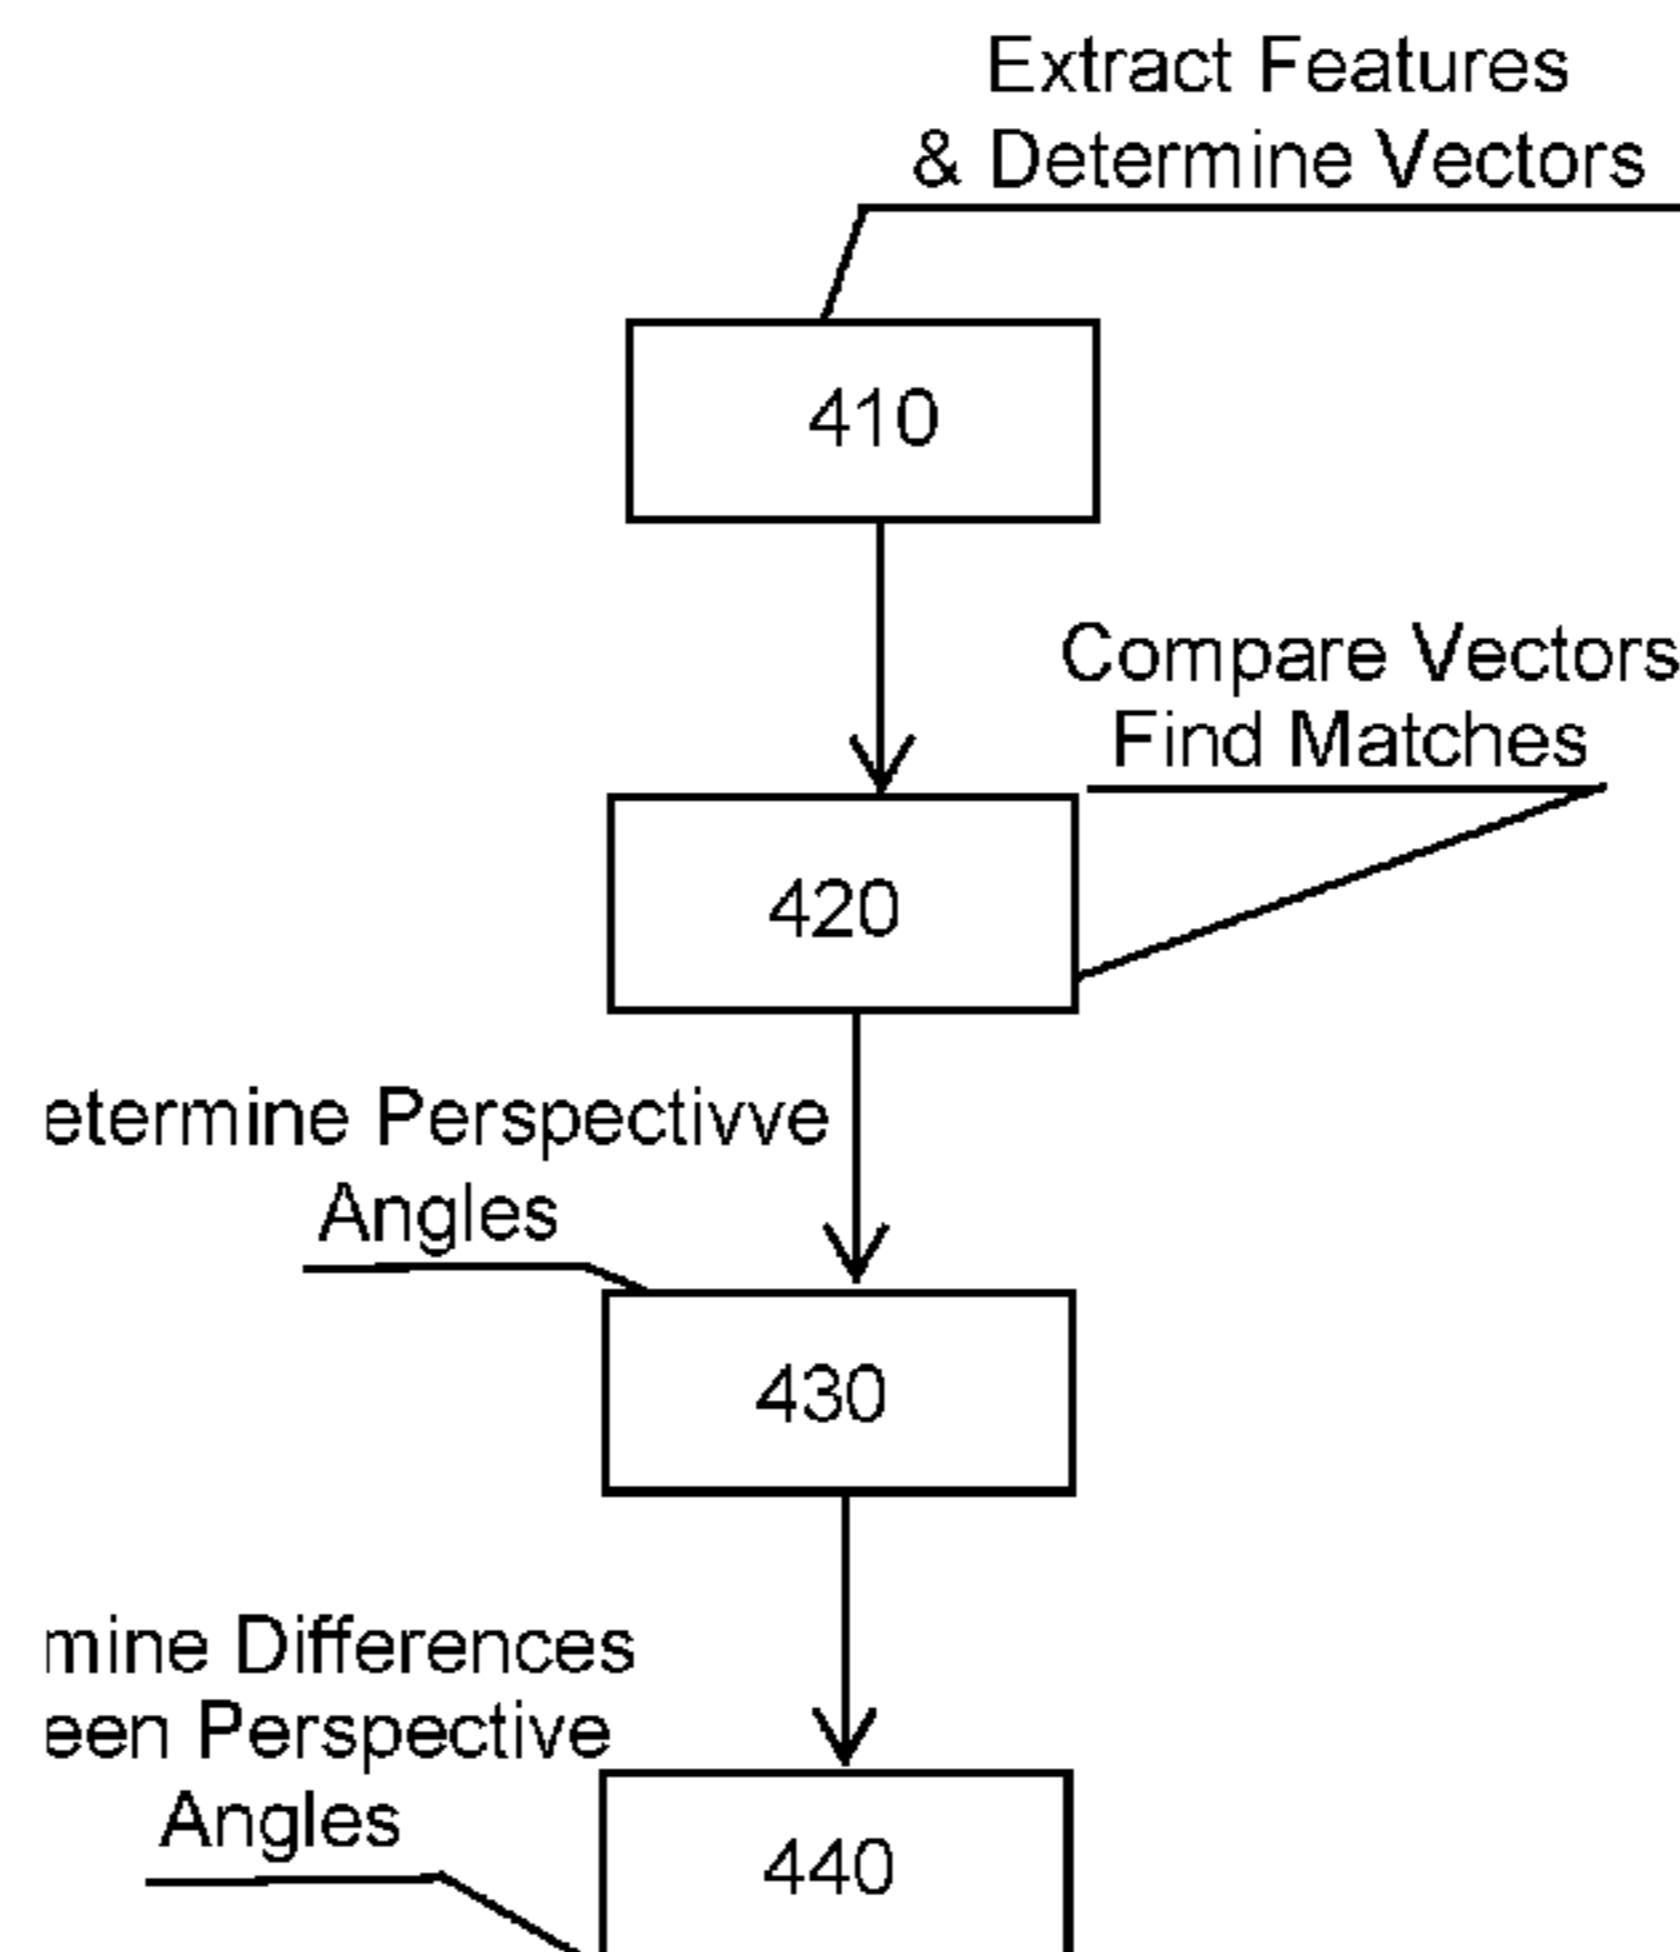 Extract Features
& Determine Vectors
410
Compare Vectors
Find Matches
420
etermine Perspectivve
Angles
430
mine Differences
een Perspective
Angles
440